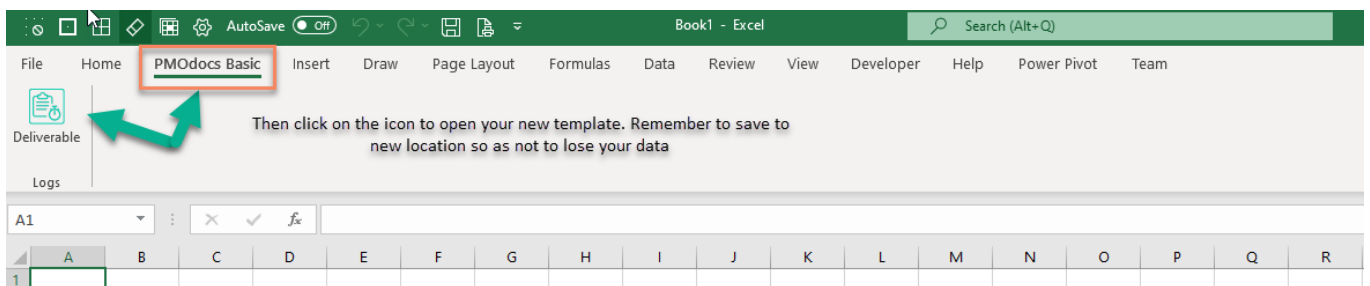 AutoSave Off Book1 - Excel Search (Alt+Q)
File Home PMOdocs Basic Insert Draw Page Layout Formulas Data Review View Developer Help Power Pivot Team
Deliverable
Then click on the icon to open your new template. Remember to save to
new location so as not to lose your data
Logs
A1 fx
A B C D E F G H I J K L M N O P Q R
1